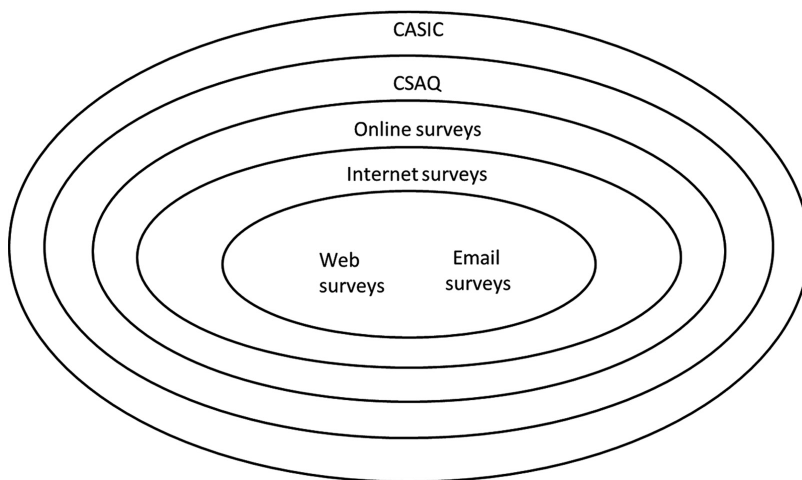 CASIC
CSAQ
Online surveys
Internet surveys
Web
surveys
Email
surveys